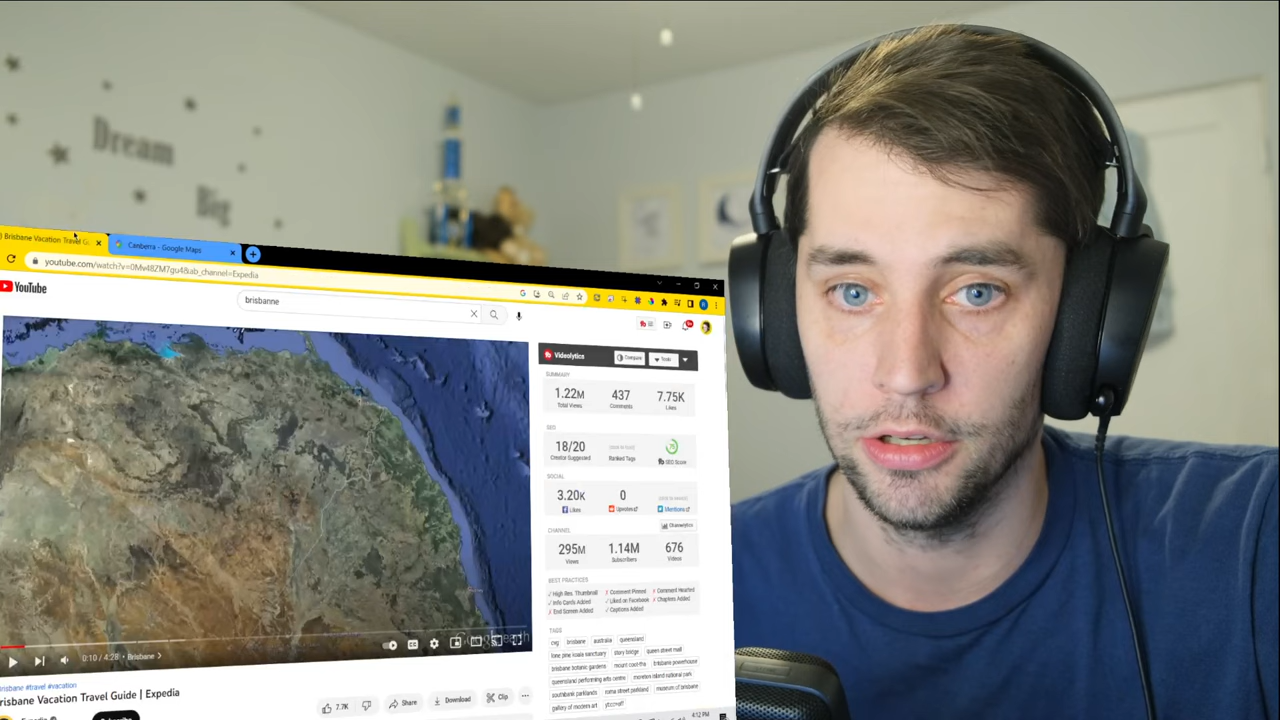 Dream
Big
Brisbane Vacation Travel G
Canberra - Google Maps
youtube.com/watch?v=0Mw48ZM7gu4&ab_channel=Expedia
YouTube
brisbanne
Videolytics
Compare
Tools
SUMMARY
1.22M
437
7.75K
Total Views
Comments
Likes
SEO
18/20
Creator Suggested
Ranked Tags
SEO Score
SOCIAL
3.20K
0
Likes
Upvotes
Mentions
CHANNEL
Channelytics
295M
1.14M
676
Views
Subscribers
Videos
BEST PRACTICES
High Res. Thumbnail
Comment Pinned
Comment Hearted
Info Cards Added
Liked on Facebook
Chapters Added
End Screen Added
Captions Added
TAGS
cvg brisbane australia queensland
lone pine koala sanctuary story bridge queen street mall
brisbane botanic gardens mount coot-tha brisbane powerhouse
queensland performing arts centre moreton island national park
southbank parklands roma street parkland museum of brisbane
gallery of modern art
0:10 / 4:28 • Brisbane >
earth
risbane #travel #vacation
risbane Vacation Travel Guide | Expedia
7.7K
Share
Download
Clip
4:12 PM